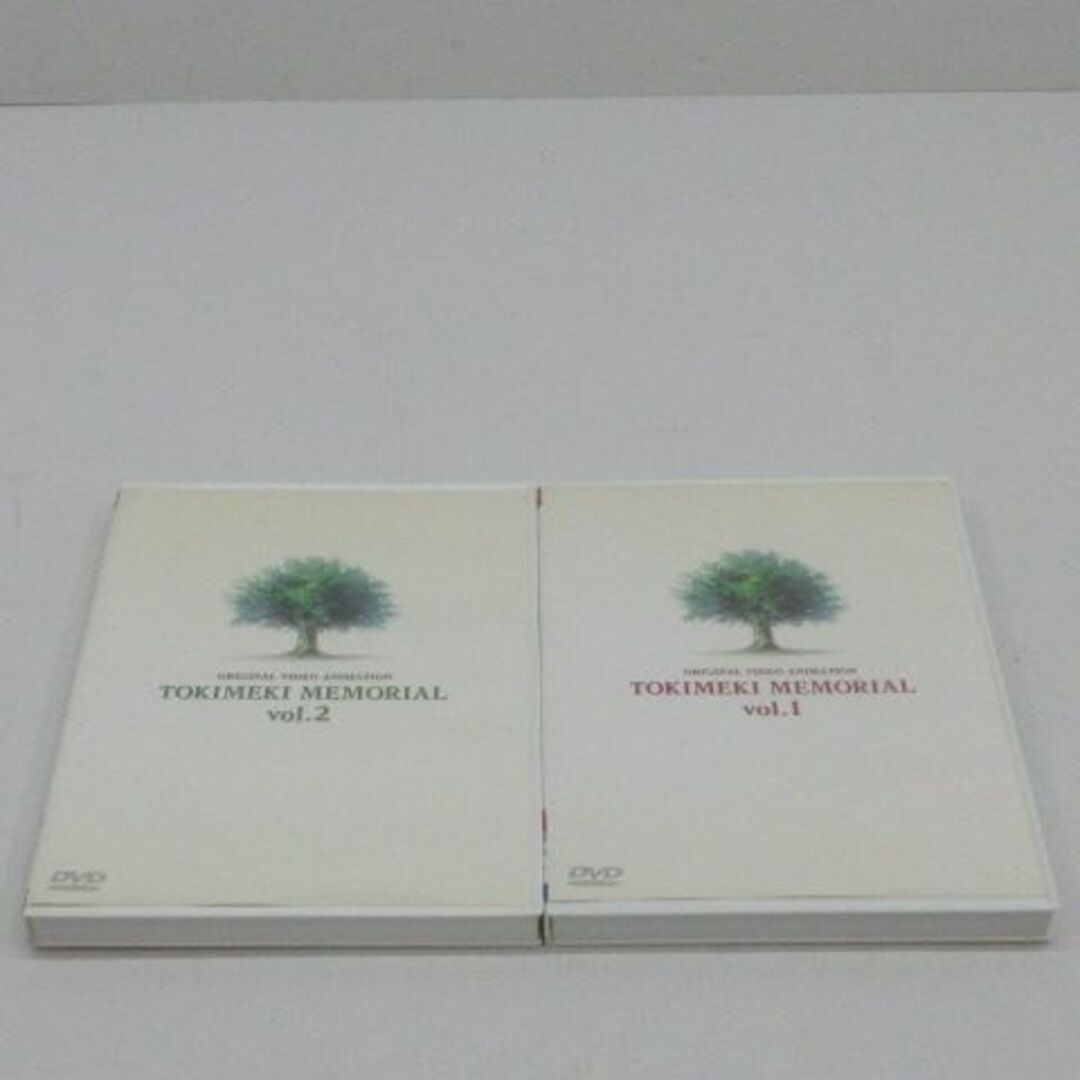 ORIGINAL VIDEO ANIMATION
TOKIMEKI MEMORIAL
vol.2
DVD
ORIGINAL VIDEO ANIMATION
TOKIMEKI MEMORIAL
vol.1
DVD